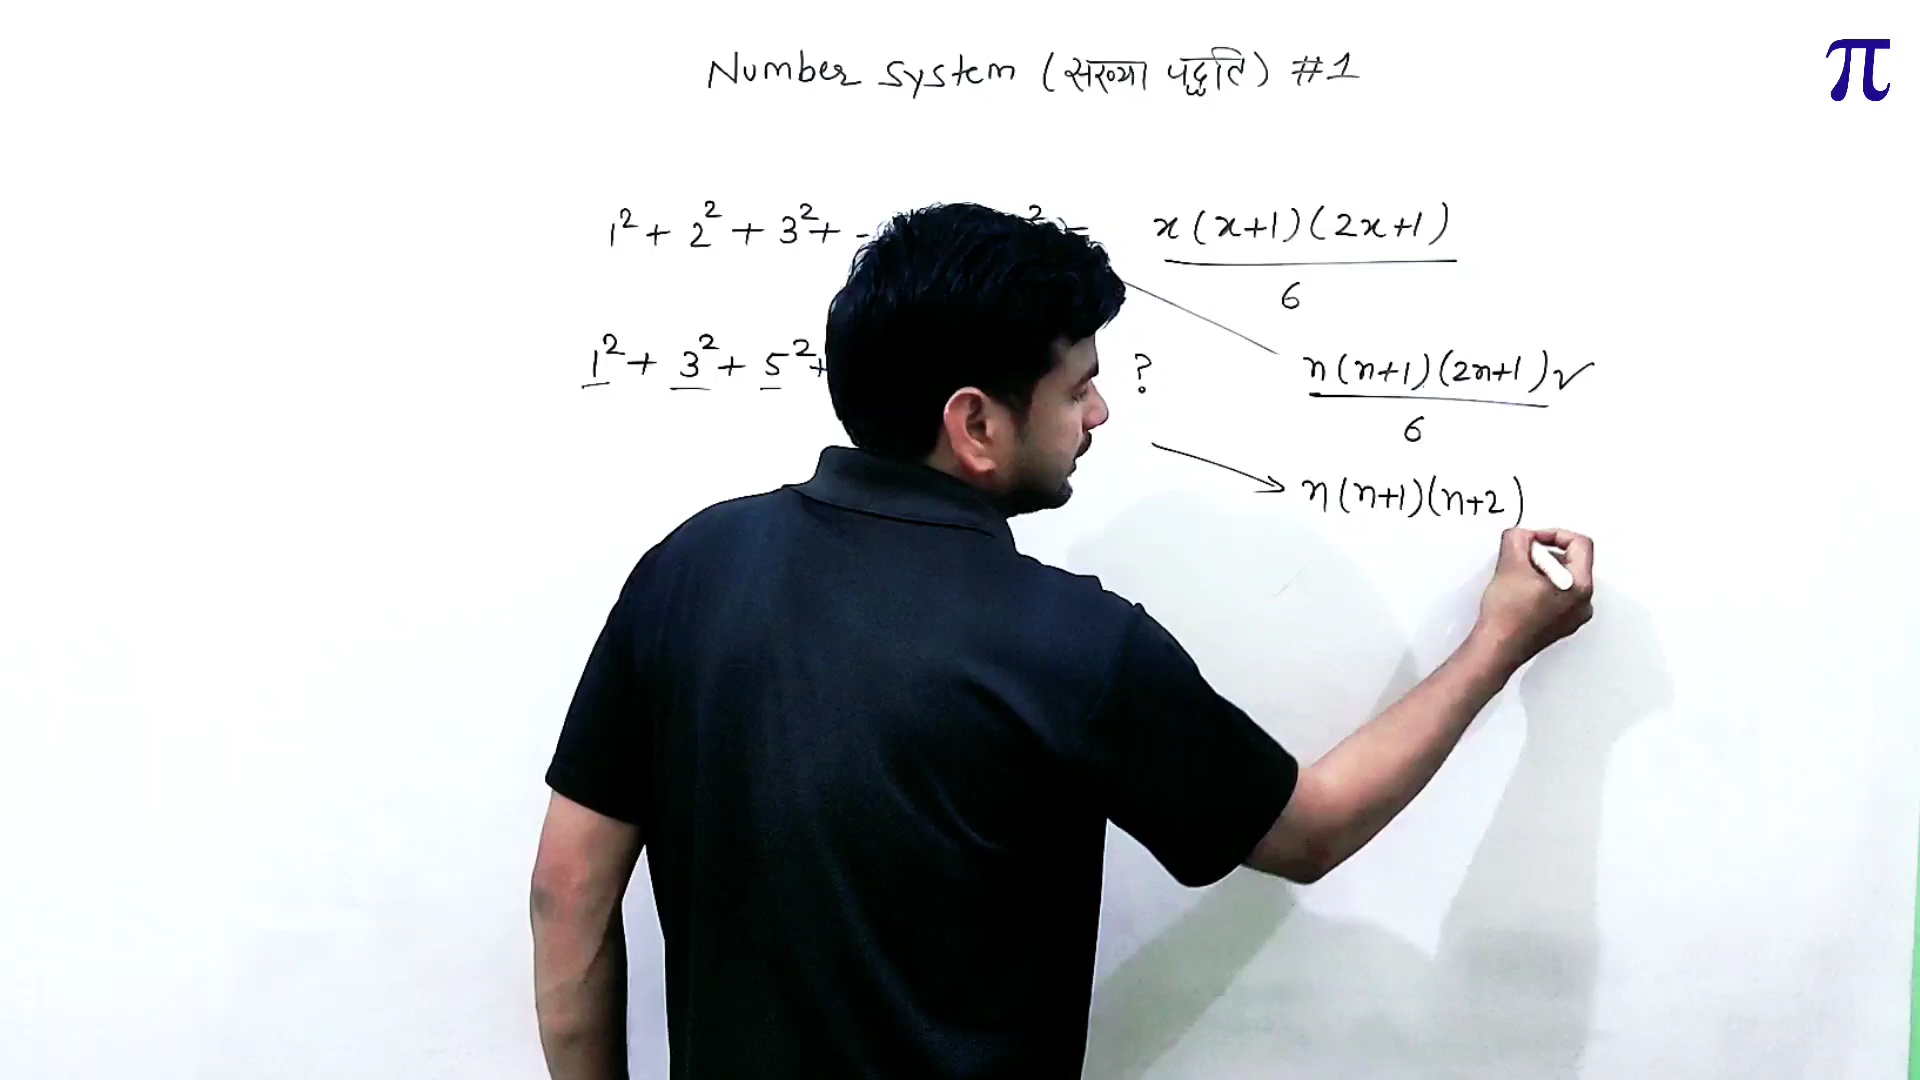 Number System (संख्या पद्धति) #1
π
1² + 2² + 3² + - ² = x(x+1)(2x+1)
6
1² + 3² + 5² + ?
n(n+1)(2n+1) ✓
6
n(n+1)(n+2)